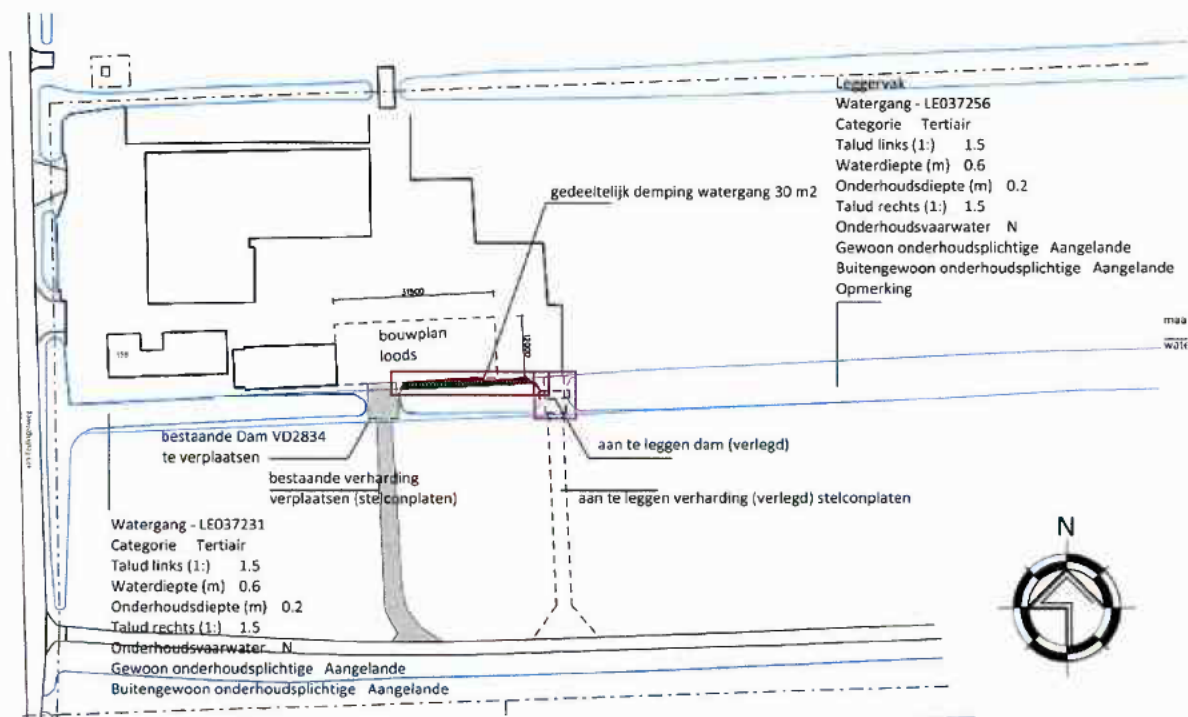 Leggervak
Watergang - LE037256
Categorie Tertiair
Talud links (1:) 1.5
Waterdiepte (m) 0.6
Onderhoudsdiepte (m) 0.2
Talud rechts (1:) 1.5
Onderhoudsvaarwater N
Gewoon onderhoudsplichtige Aangelande
Buitengewoon onderhoudsplichtige Aangelande
Opmerking
gedeeltelijk demping watergang 30 m2
maa
wate
bouwplan
loods
12000
bestaande Dam VD2834
te verplaatsen
aan te leggen dam (verlegd)
bestaande verharding
verplaatsen (stelconplaten)
aan te leggen verharding (verlegd) stelconplaten
Watergang - LE037231
Categorie Tertiair
Talud links (1:) 1.5
Waterdiepte (m) 0.6
Onderhoudsdiepte (m) 0.2
Talud rechts (1:) 1.5
Onderhoudsvaarwater N
Gewoon onderhoudsplichtige Aangelande
Buitengewoon onderhoudsplichtige Aangelande
N